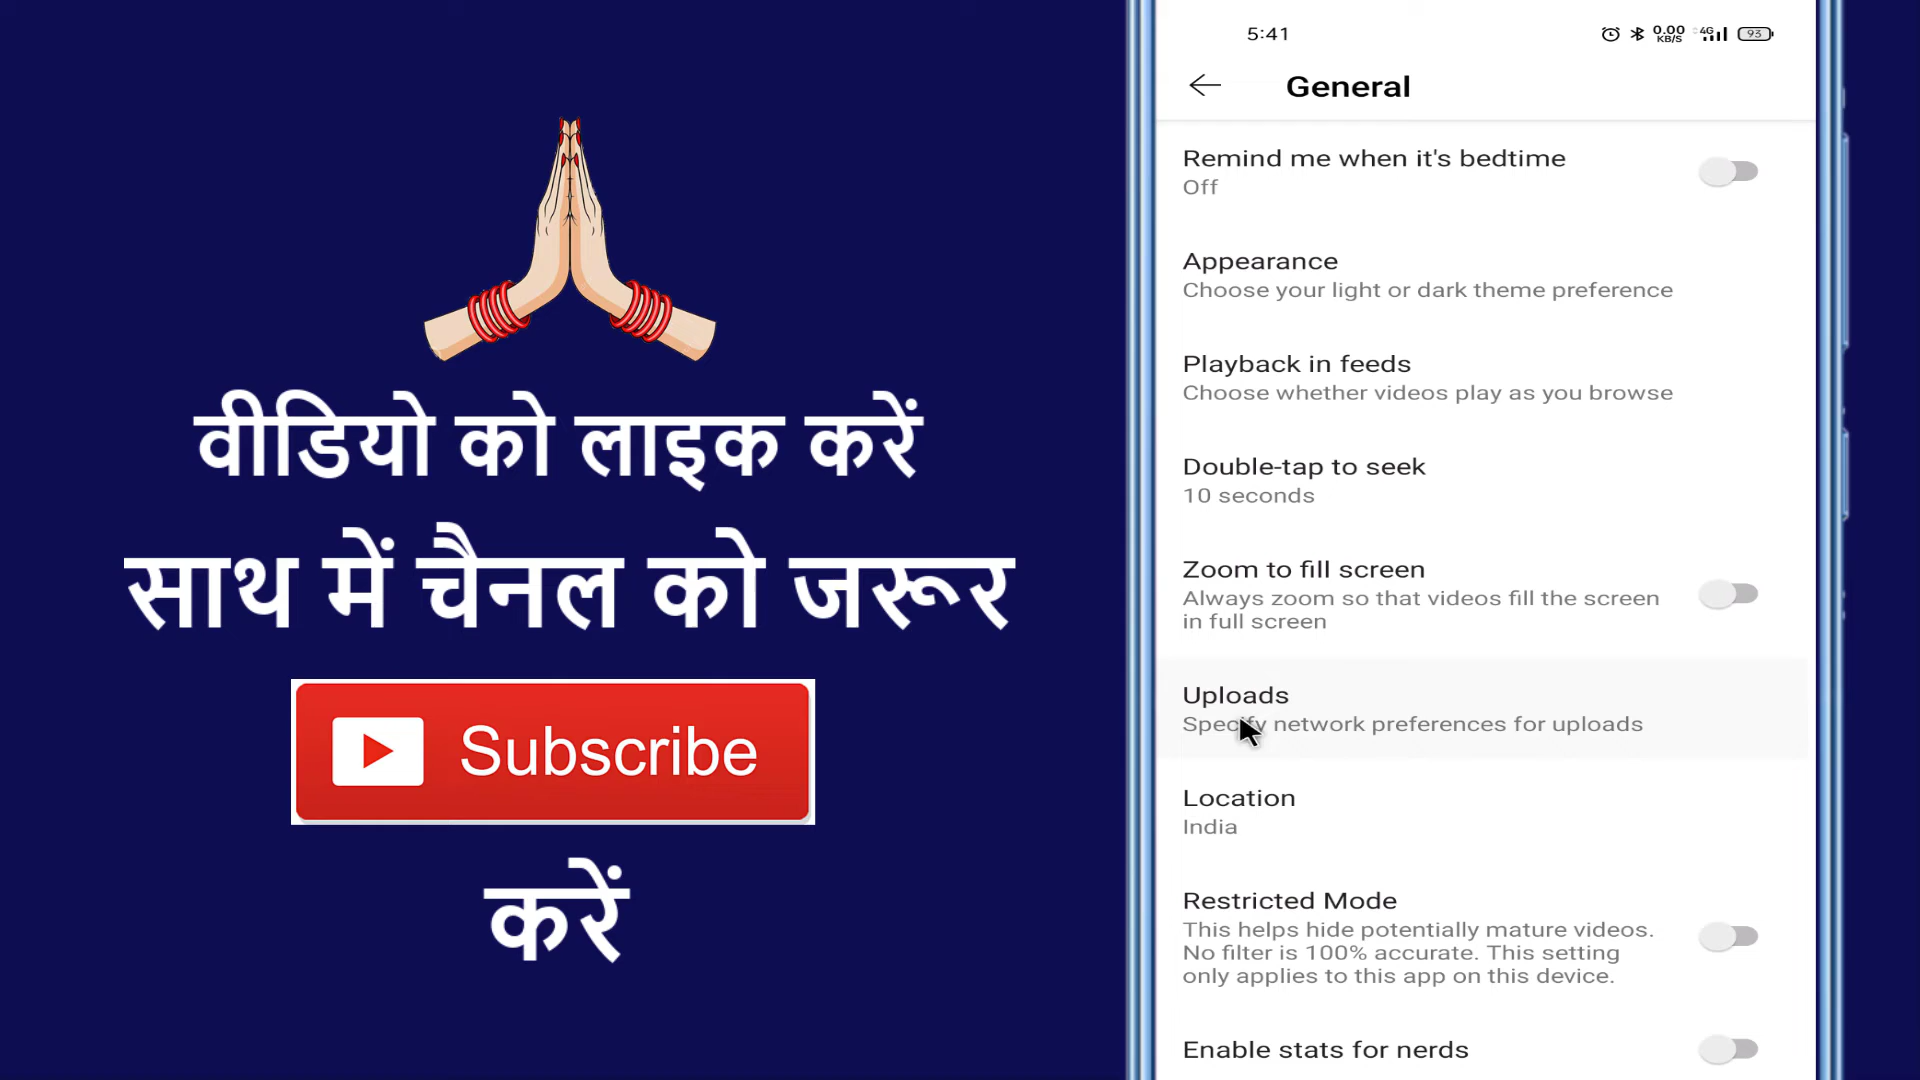 वीडियो को लाइक करें
साथ में चैनल को जरूर
Subscribe
करें
5:41
0.00
KB/S
4G
93
General
Remind me when it's bedtime
Off
Appearance
Choose your light or dark theme preference
Playback in feeds
Choose whether videos play as you browse
Double-tap to seek
10 seconds
Zoom to fill screen
Always zoom so that videos fill the screen
in full screen
Uploads
Specify network preferences for uploads
Location
India
Restricted Mode
This helps hide potentially mature videos.
No filter is 100% accurate. This setting
only applies to this app on this device.
Enable stats for nerds